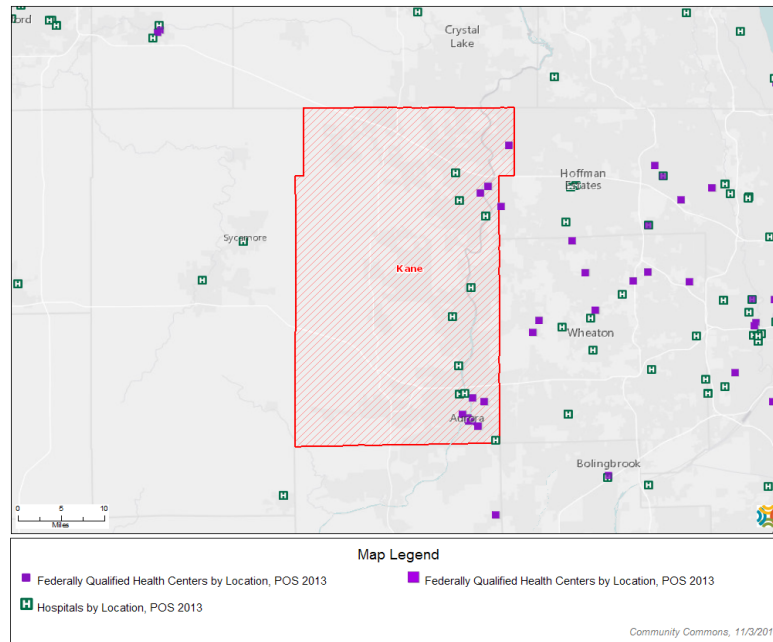 ord
Crystal
Lake
Hoffman
Estates
Sycamore
Kane
Wheaton
Aurora
Bolingbrook
0 5 10
Miles
Map Legend
Federally Qualified Health Centers by Location, POS 2013
Federally Qualified Health Centers by Location, POS 2013
H Hospitals by Location, POS 2013
Community Commons, 11/3/201